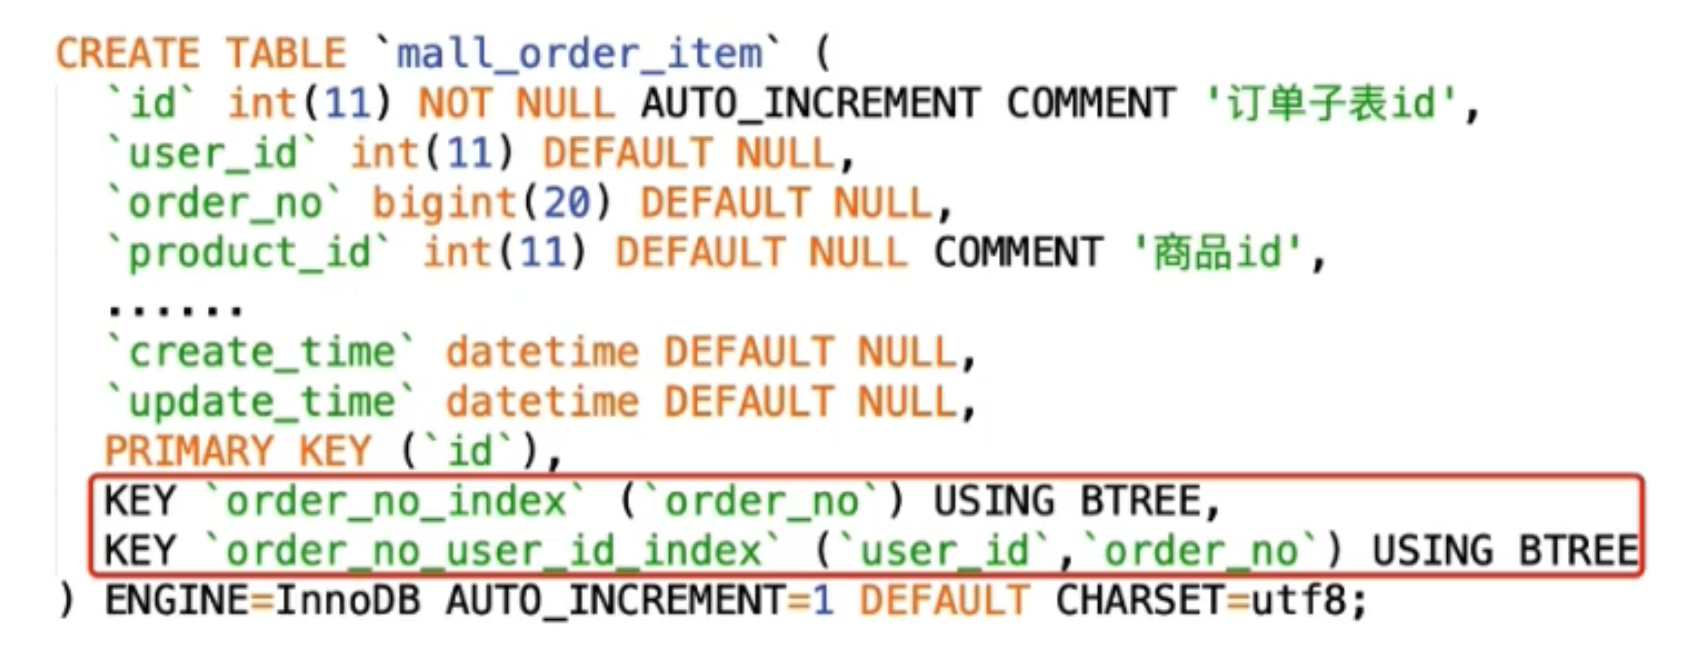 CREATE TABLE `mall_order_item` (
`id` int(11) NOT NULL AUTO_INCREMENT COMMENT '订单子表id',
`user_id` int(11) DEFAULT NULL,
`order_no` bigint(20) DEFAULT NULL,
`product_id` int(11) DEFAULT NULL COMMENT '商品id',
......
`create_time` datetime DEFAULT NULL,
`update_time` datetime DEFAULT NULL,
PRIMARY KEY (`id`),
KEY `order_no_index` (`order_no`) USING BTREE,
KEY `order_no_user_id_index` (`user_id`,`order_no`) USING BTREE
) ENGINE=InnoDB AUTO_INCREMENT=1 DEFAULT CHARSET=utf8;